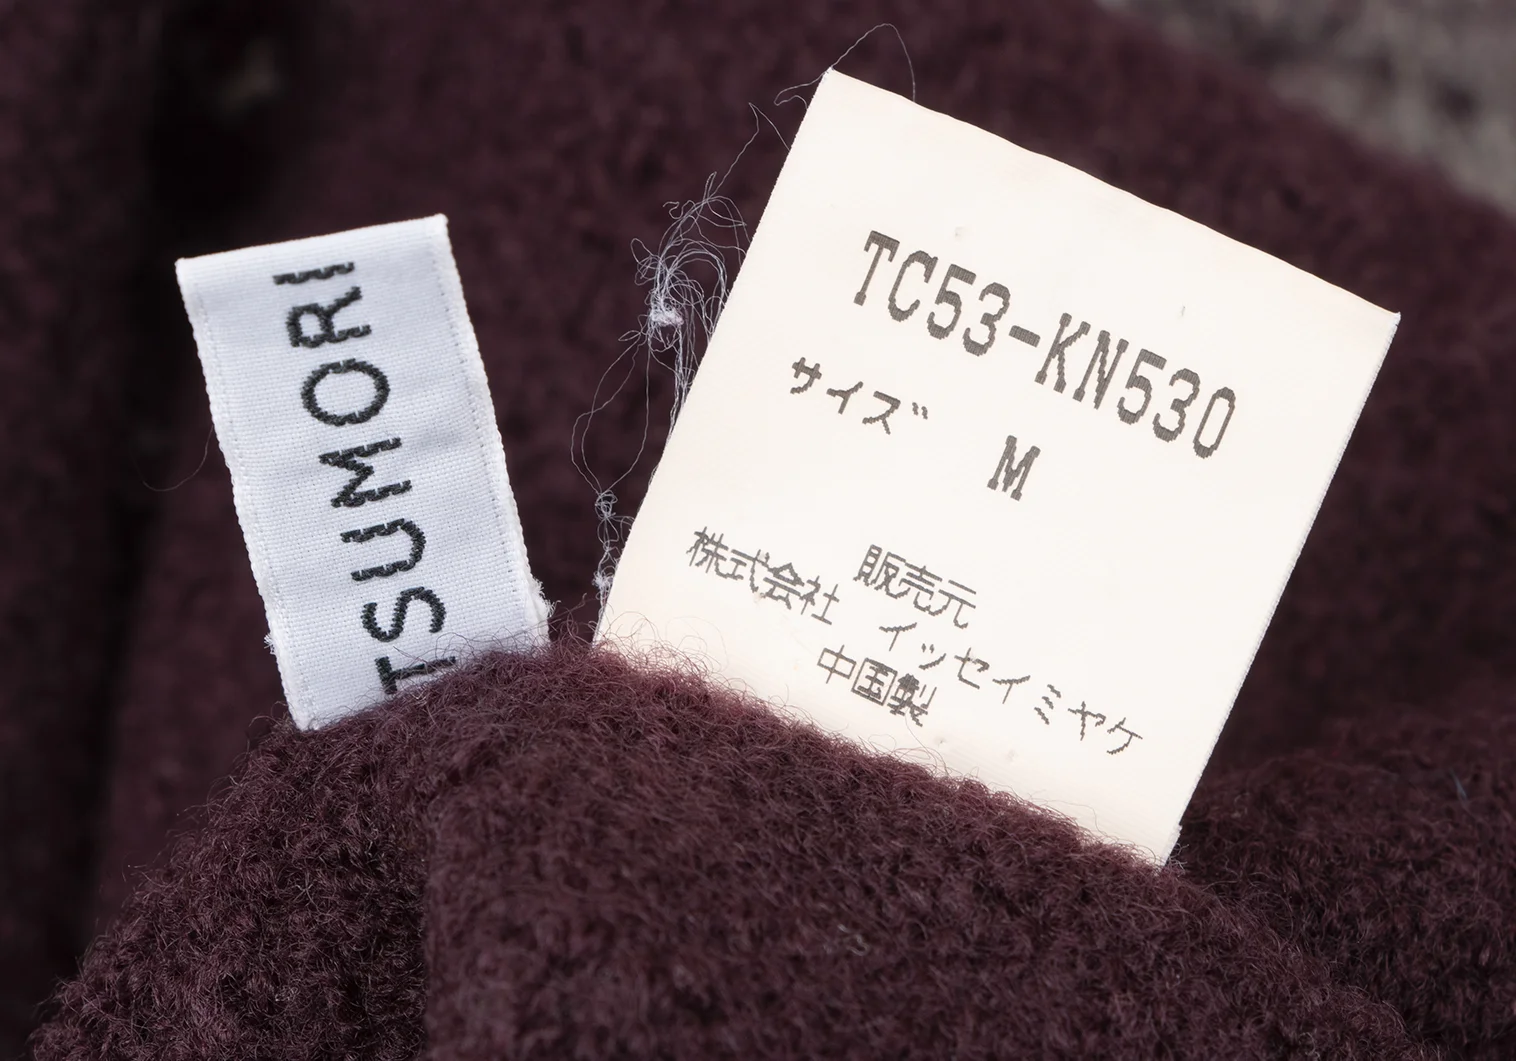 TSUMORI
TC53-KN530
サイズ M
販売元
株式会社 イッセイミヤケ
中国製